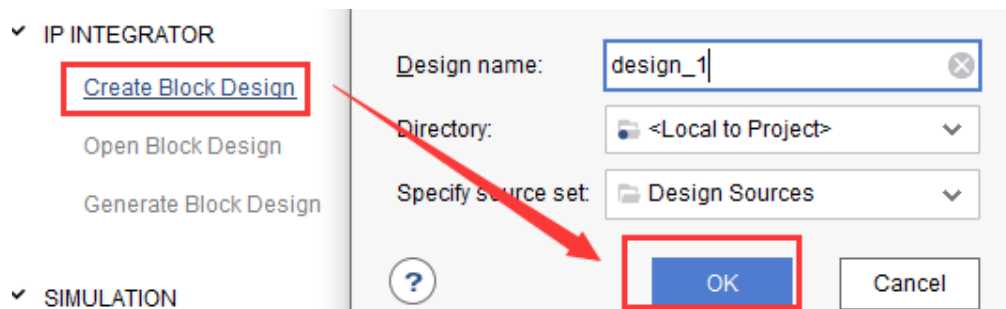 IP INTEGRATOR
Create Block Design
Open Block Design
Generate Block Design
SIMULATION
Design name: design_1
Directory: <Local to Project>
Specify source set: Design Sources
? OK Cancel